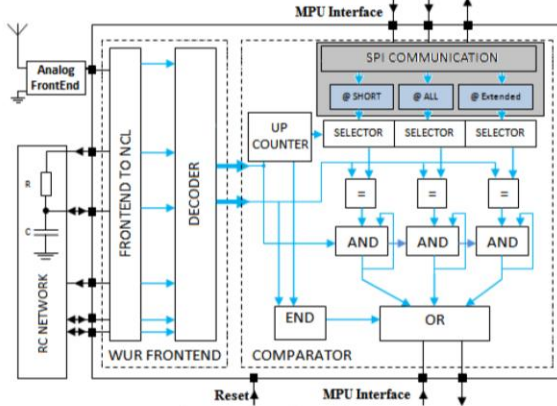 MPU Interface
SPI COMMUNICATION
Analog
FrontEnd
@ SHORT
@ ALL
@ Extended
UP
COUNTER
SELECTOR
SELECTOR
SELECTOR
FRONTEND TO NCL
DECODER
R
C
RC NETWORK
=
=
=
AND
AND
AND
END
OR
WUR FRONTEND
COMPARATOR
Reset
MPU Interface